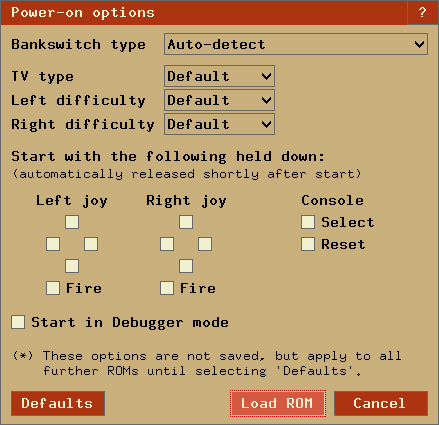 Power-on options ?
Bankswitch type Auto-detect
TV type Default
Left difficulty Default
Right difficulty Default
Start with the following held down:
(automatically released shortly after start)
Left joy Right joy Console
Select
Reset
Fire Fire
Start in Debugger mode
(*) These options are not saved, but apply to all
further ROMs until selecting 'Defaults'.
Defaults Load ROM Cancel